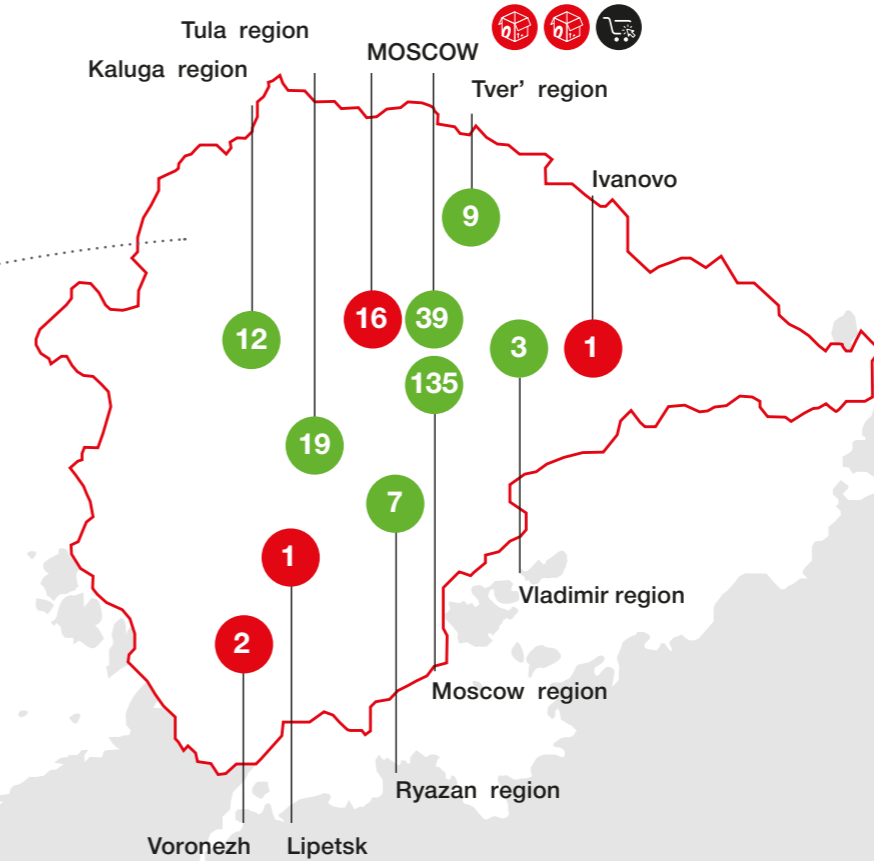 Tula region
MOSCOW
Kaluga region
Tver’ region
Ivanovo
9
16
39
12
3
1
135
19
7
1
Vladimir region
2
Moscow region
Ryazan region
Voronezh
Lipetsk